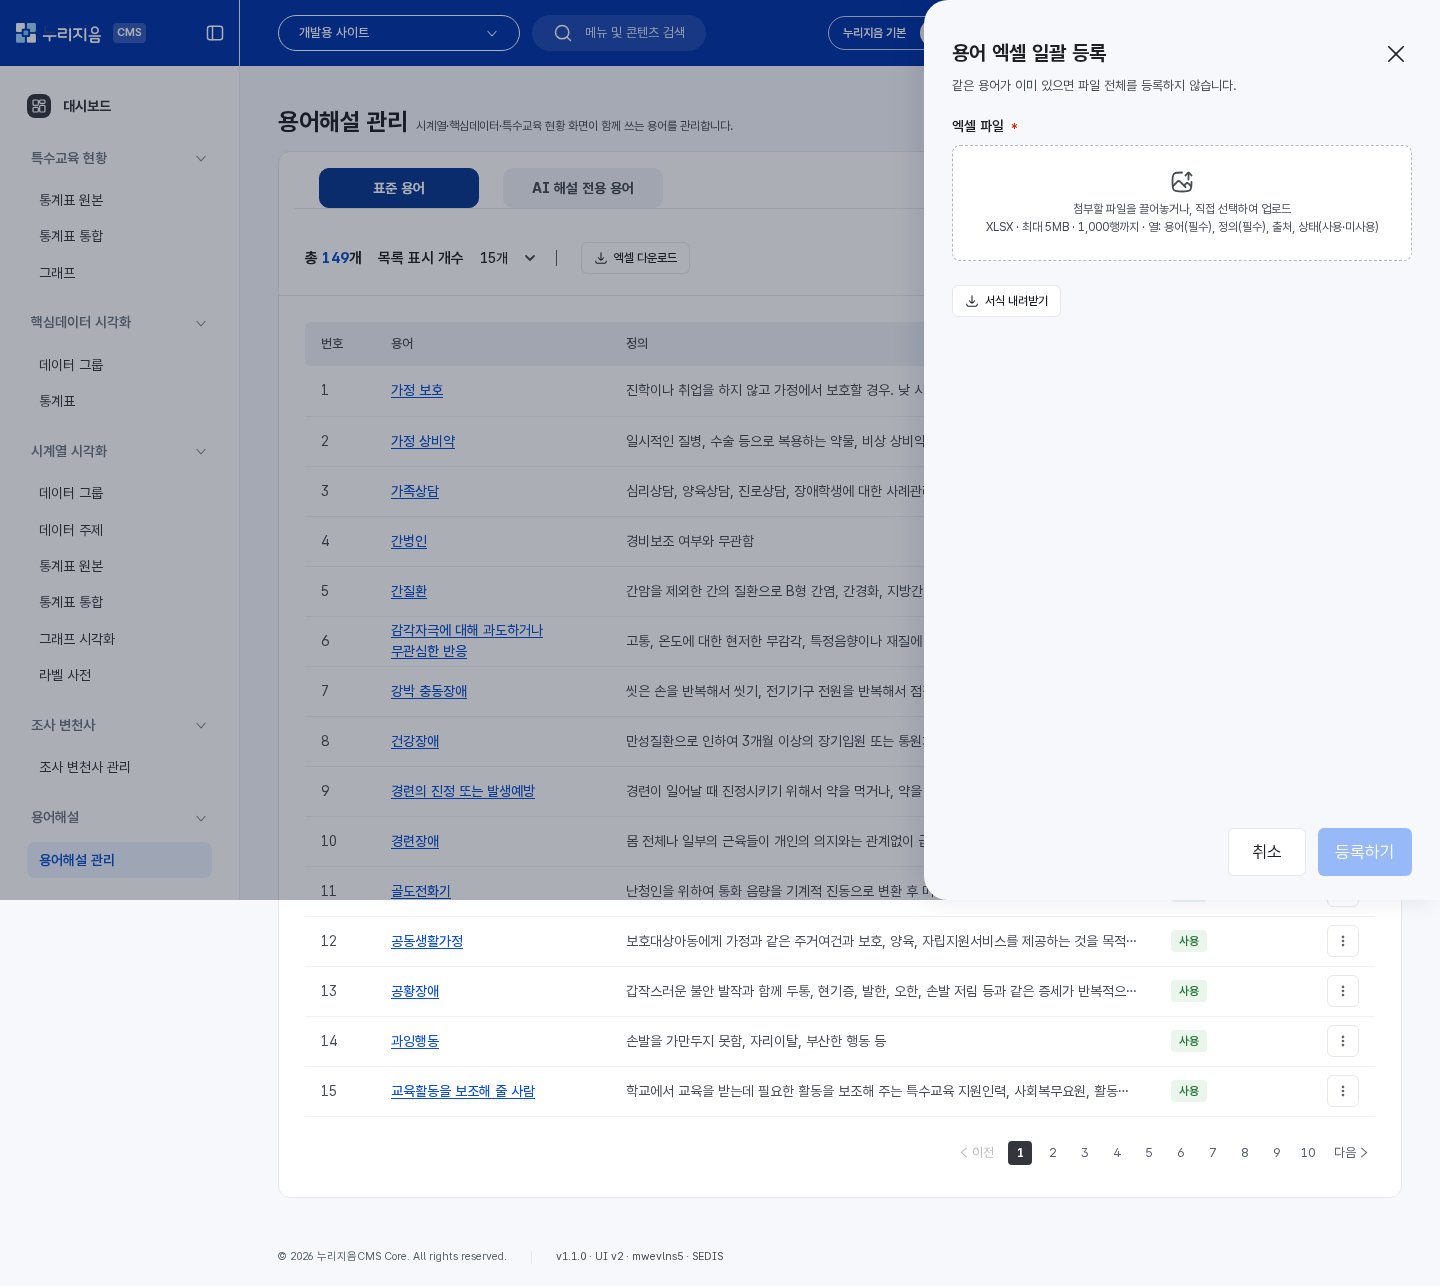 누리지음 CMS
개발용 사이트
메뉴 및 콘텐츠 검색
누리지음 기본
대시보드
특수교육 현황
통계표 원본
통계표 통합
그래프
핵심데이터 시각화
데이터 그룹
통계표
시계열 시각화
데이터 그룹
데이터 주제
통계표 원본
통계표 통합
그래프 시각화
라벨 사전
조사 변천사
조사 변천사 관리
용어해설
용어해설 관리
용어해설 관리 시계열·핵심데이터·특수교육 현황 화면이 함께 쓰는 용어를 관리합니다.
표준 용어
AI 해설 전용 용어
총 149개 목록 표시 개수 15개 엑셀 다운로드
번호 용어 정의
1 가정 보호 진학이나 취업을 하지 않고 가정에서 보호할 경우. 낮
2 가정 상비약 일시적인 질병, 수술 등으로 복용하는 약물, 비상 상비약
3 가족상담 심리상담, 양육상담, 진로상담, 장애학생에 대한
4 간병인 경비보조 여부와 무관함
5 간질환 간암을 제외한 간의 질환으로 B형 간염, 간경화,
6 감각자극에 대해 과도하거나 무관심한 반응 고통, 온도에 대한 현저한 무감각, 특정음향이나 재질에
7 강박 충동장애 씻은 손을 반복해서 씻기, 전기기구 전원을 반복해서
8 건강장애 만성질환으로 인하여 3개월 이상의 장기입원 또는
9 경련의 진정 또는 발생예방 경련이 일어날 때 진정시키기 위해서 약을 먹거나, 약을
10 경련장애 몸 전체나 일부의 근육들이 개인의 의지와는 관계없이
11 골도전화기 난청인을 위하여 통화 음량을 기계적 진동으로 변환 후
12 공동생활가정 보호대상아동에게 가정과 같은 주거여건과 보호, 양육, 자립지원서비스를 제공하는 것을 목적··· 사용
13 공황장애 갑작스러운 불안 발작과 함께 두통, 현기증, 발한, 오한, 손발 저림 등과 같은 증세가 반복적으··· 사용
14 과잉행동 손발을 가만두지 못함, 자리이탈, 부산한 행동 등 사용
15 교육활동을 보조해 줄 사람 학교에서 교육을 받는데 필요한 활동을 보조해 주는 특수교육 지원인력, 사회복무요원, 활동··· 사용
이전 1 2 3 4 5 6 7 8 9 10 다음
© 2026 누리지음CMS Core. All rights reserved. v1.1.0 · UI v2 · mwevlns5 · SEDIS
용어 엑셀 일괄 등록
같은 용어가 이미 있으면 파일 전체를 등록하지 않습니다.
엑셀 파일 *
첨부할 파일을 끌어놓거나, 직접 선택하여 업로드
XLSX · 최대 5MB · 1,000행까지 · 열: 용어(필수), 정의(필수), 출처, 상태(사용·미사용)
서식 내려받기
취소 등록하기